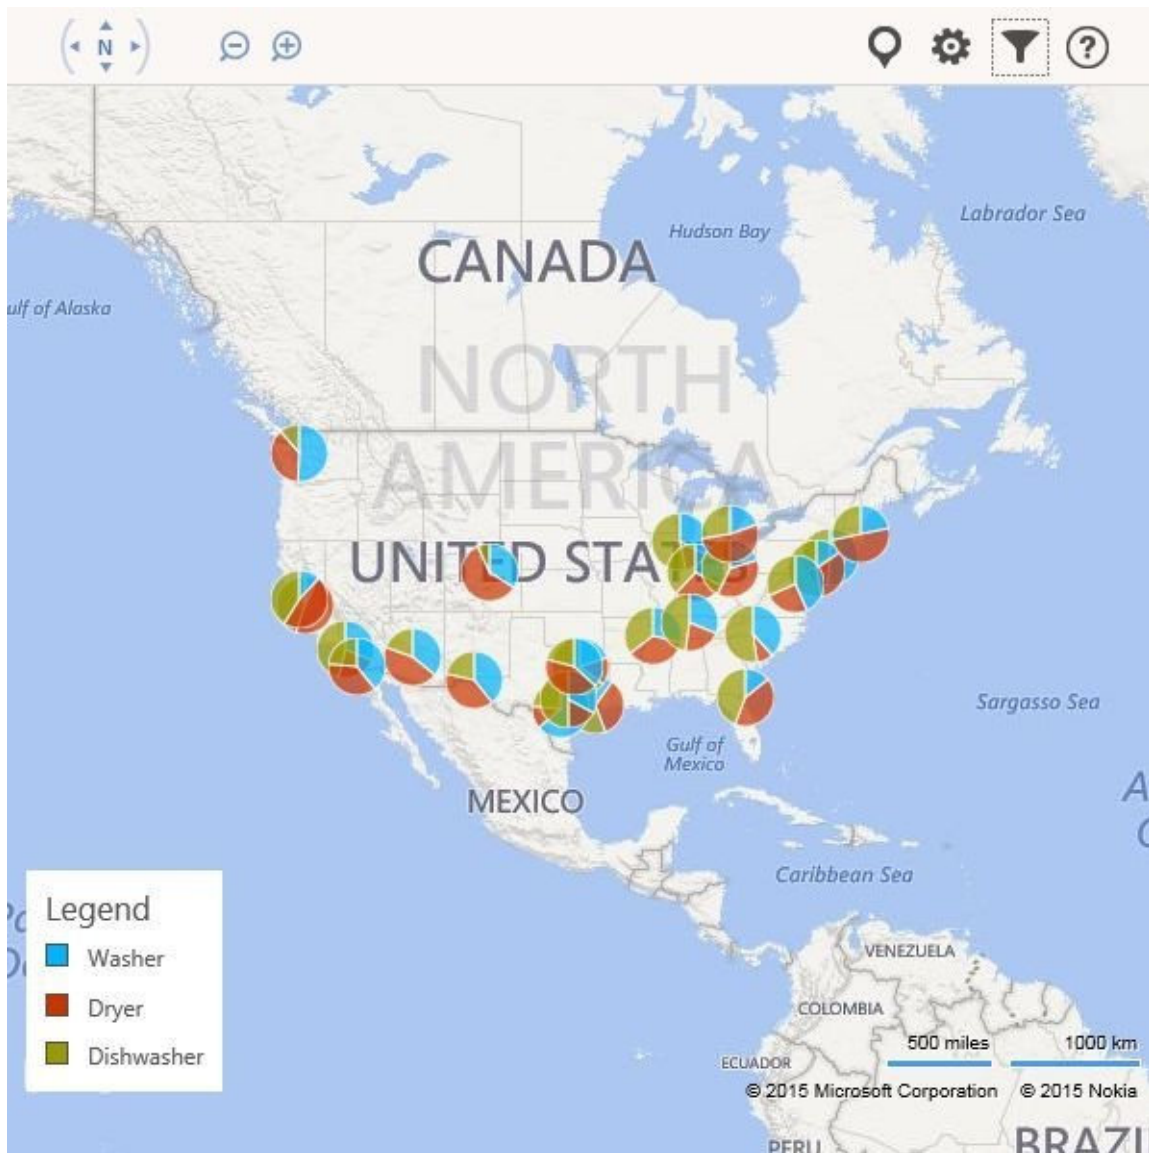 N
?
Labrador Sea
Hudson Bay
CANADA
ulf of Alaska
NORTH
AMERICA
UNITED STATES
Sargasso Sea
Gulf of
Mexico
MEXICO
A
Caribbean Sea
Legend
Washer
Dryer
Dishwasher
VENEZUELA
COLOMBIA
500 miles
1000 km
ECUADOR
© 2015 Microsoft Corporation © 2015 Nokia
PERU
BRAZI